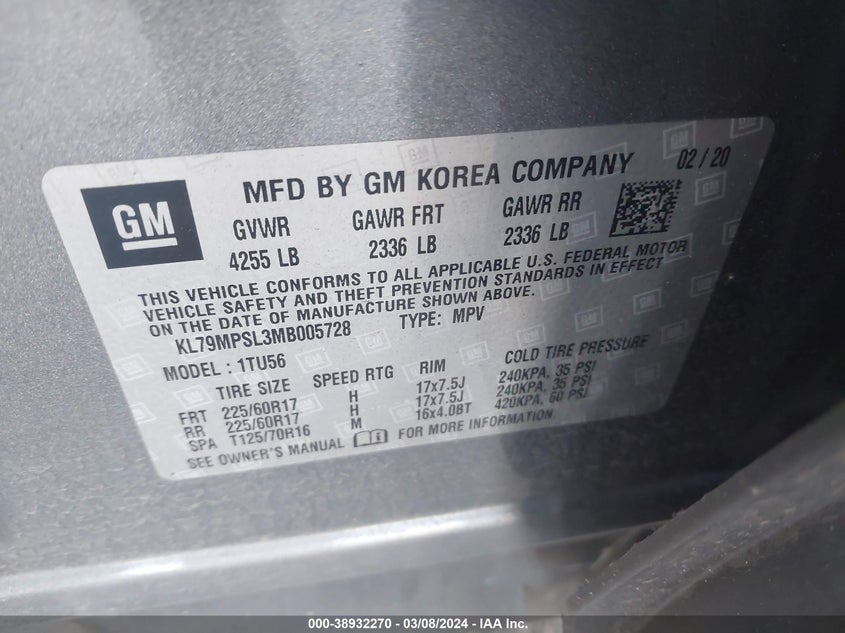 GM
MFD BY GM KOREA COMPANY 02/20
GVWR GAWR FRT GAWR RR
4255 LB 2336 LB 2336 LB
THIS VEHICLE CONFORMS TO ALL APPLICABLE U.S. FEDERAL MOTOR
VEHICLE SAFETY AND THEFT PREVENTION STANDARDS IN EFFECT
ON THE DATE OF MANUFACTURE SHOWN ABOVE.
KL79MPSL3MB005728 TYPE: MPV
MODEL : 1TU56
TIRE SIZE SPEED RTG RIM COLD TIRE PRESSURE
FRT 225/60R17 H 17x7.5J 240KPA, 35 PSI
RR 225/60R17 H 17x7.5J 240KPA, 35 PSI
SPA T125/70R16 M 16x4.0BT 420KPA, 60 PSI
SEE OWNER'S MANUAL FOR MORE INFORMATION.
000-38932270 - 03/08/2024 - IAA Inc.